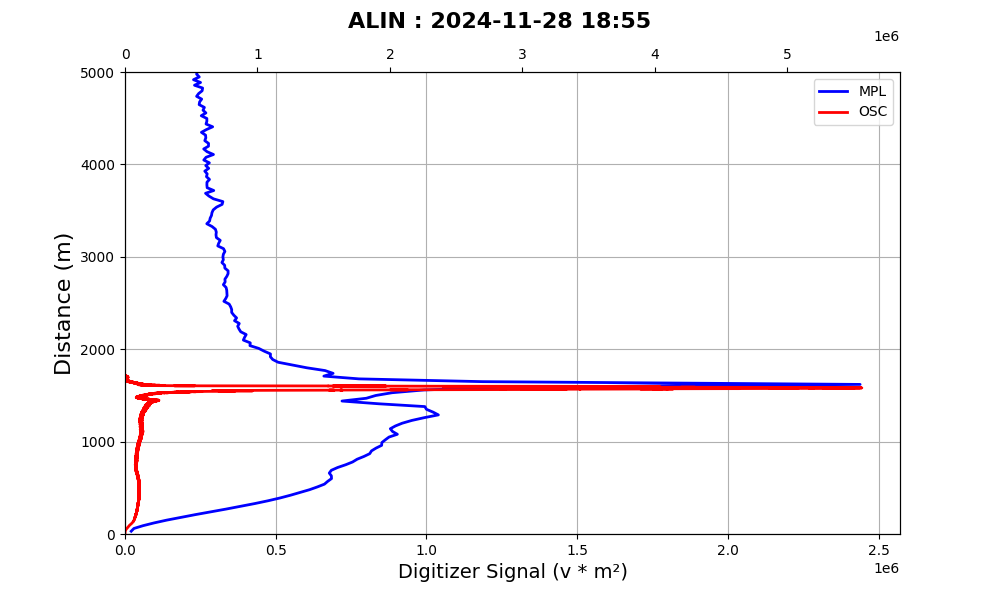 ALIN : 2024-11-28 18:55
1e6
0 1 2 3 4 5
MPL
OSC
5000
4000
3000
2000
1000
0
Distance (m)
0.0 0.5 1.0 1.5 2.0 2.5
1e6
Digitizer Signal (v * m²)